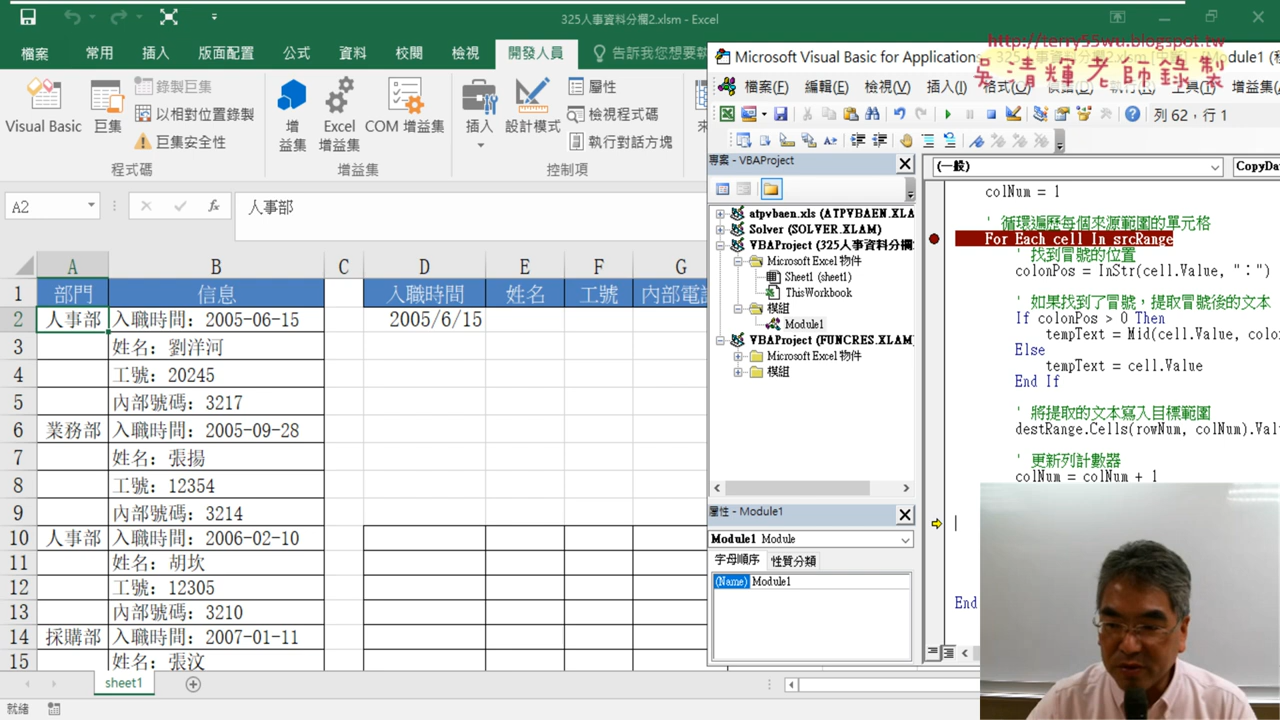 325人事資料分欄2.xlsm - Excel
檔案 常用 插入 版面配置 公式 資料 校閱 檢視 開發人員 告訴我您想要執
Visual Basic 巨集 錄製巨集 以相對位置錄製 巨集安全性 程式碼
增益集 Excel 增益集 COM 增益集 增益集
插入 設計模式 屬性 檢視程式碼 執行對話方塊 控制項
A2 人事部
A B C D E F G
1 部門 信息 入職時間 姓名 工號 內部電話
2 人事部 入職時間：2005-06-15 2005/6/15
3 姓名：劉洋河
4 工號：20245
5 內部號碼：3217
6 業務部 入職時間：2005-09-28
7 姓名：張揚
8 工號：12354
9 內部號碼：3214
10 人事部 入職時間：2006-02-10
11 姓名：胡坎
12 工號：12305
13 內部號碼：3210
14 採購部 入職時間：2007-01-11
15 姓名：張汶
sheet1
就緒
http://terry55wu.blogspot.tw
吳清輝老師錄製
Microsoft Visual Basic for Applications
檔案(F) 編輯(E) 檢視(V) 插入(I) 格式(O) 工具(T) 增益集(
列 62，行 1
專案 - VBAProject
atpvbaen.xls (ATPVBAEN.XLA
Solver (SOLVER.XLAM)
VBAProject (325人事資料分欄
Microsoft Excel 物件
Sheet1 (sheet1)
ThisWorkbook
模組
Module1
VBAProject (FUNCRES.XLAM)
Microsoft Excel 物件
模組
屬性 - Module1
Module1 Module
字母順序 性質分類
(Name) Module1
(一般) CopyDa
colNum = 1
' 循環遍歷每個來源範圍的單元格
For Each cell In srcRange
' 找到冒號的位置
colonPos = InStr(cell.Value, "：")
' 如果找到了冒號，提取冒號後的文本
If colonPos > 0 Then
tempText = Mid(cell.Value, colo
Else
tempText = cell.Value
End If
' 將提取的文本寫入目標範圍
destRange.Cells(rowNum, colNum).Val
' 更新列計數器
colNum = colNum + 1
End